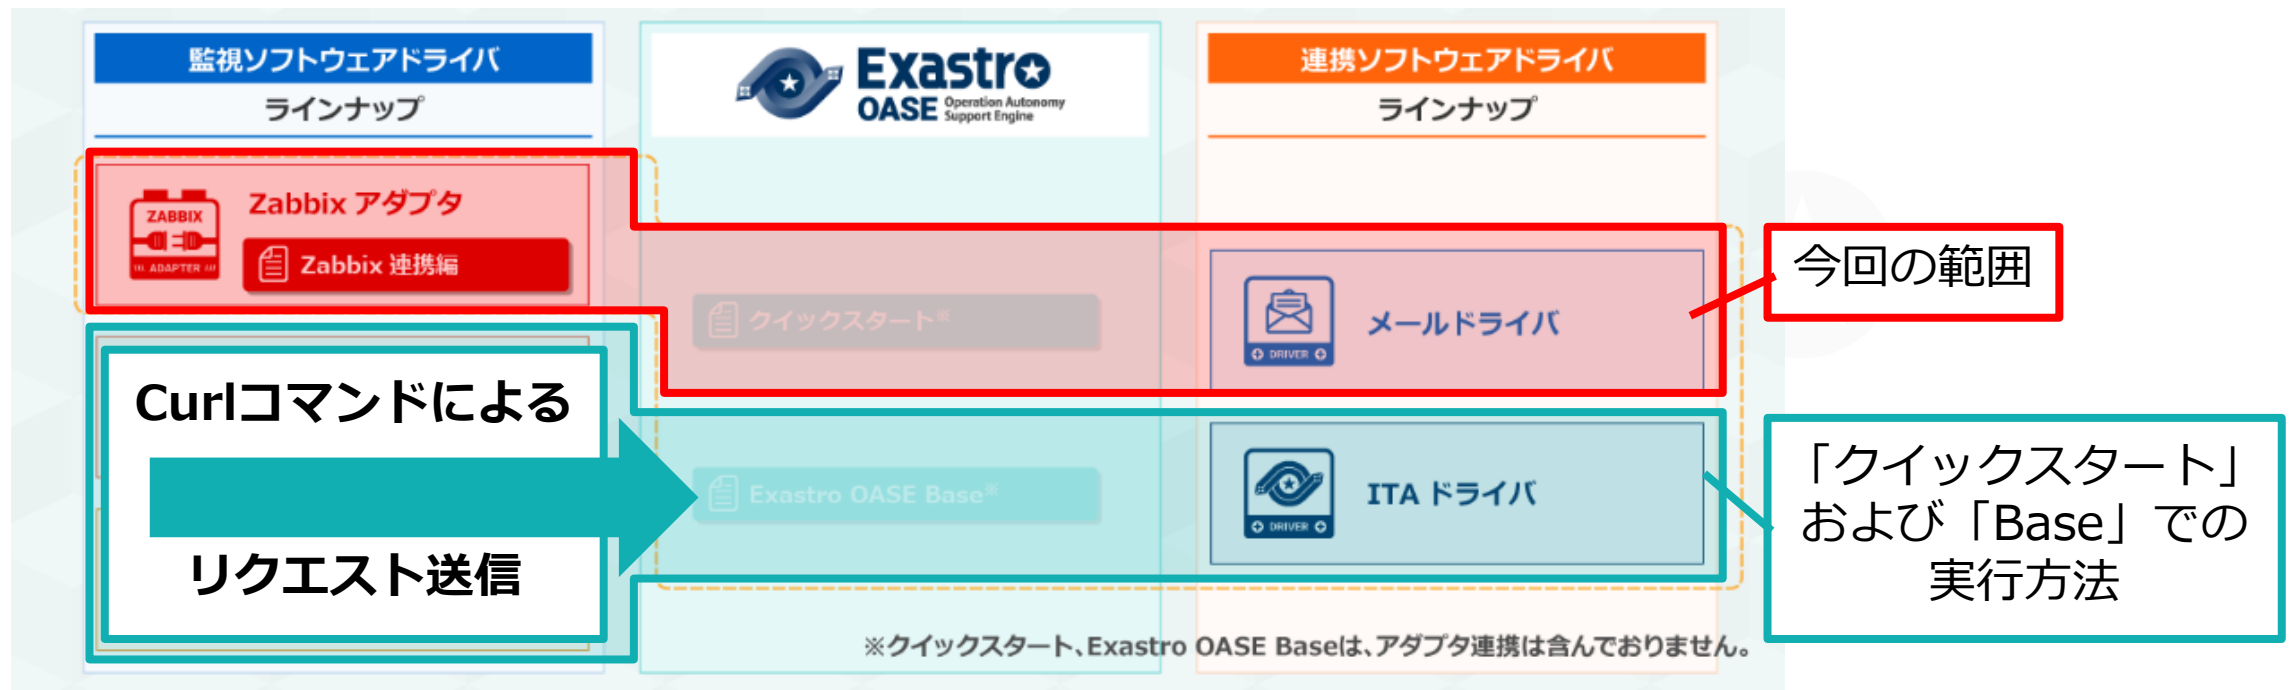 監視ソフトウェアドライバ
ラインナップ
ZABBIX
ADAPTER
Zabbix アダプタ
Zabbix 連携編
Curlコマンドによる
リクエスト送信
Exastro
OASE Operation Autonomy
Support Engine
クイックスタート※
Exastro OASE Base※
連携ソフトウェアドライバ
ラインナップ
DRIVER
メールドライバ
DRIVER
ITA ドライバ
今回の範囲
「クイックスタート」
および「Base」での
実行方法
※クイックスタート、Exastro OASE Baseは、アダプタ連携は含んでおりません。